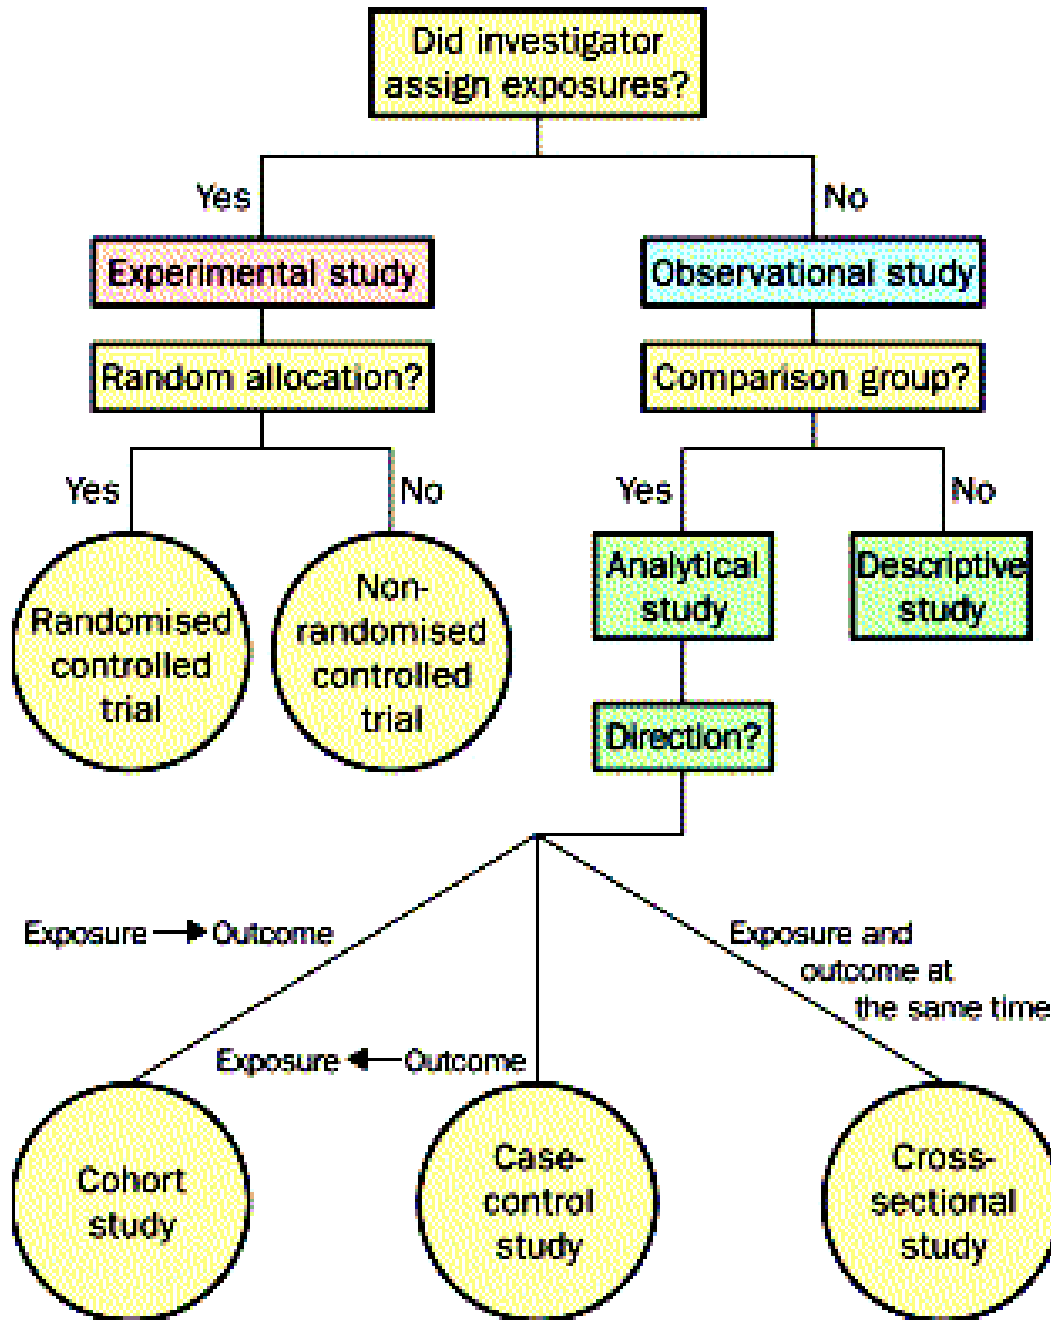 Did investigator
assign exposures?
Yes
No
Experimental study
Observational study
Random allocation?
Comparison group?
Yes
No
Yes
No
Randomised
controlled
trial
Non-
randomised
controlled
trial
Analytical
study
Descriptive
study
Direction?
Exposure → Outcome
Exposure and
outcome at
the same time
Exposure ← Outcome
Cohort
study
Case-
control
study
Cross-
sectional
study